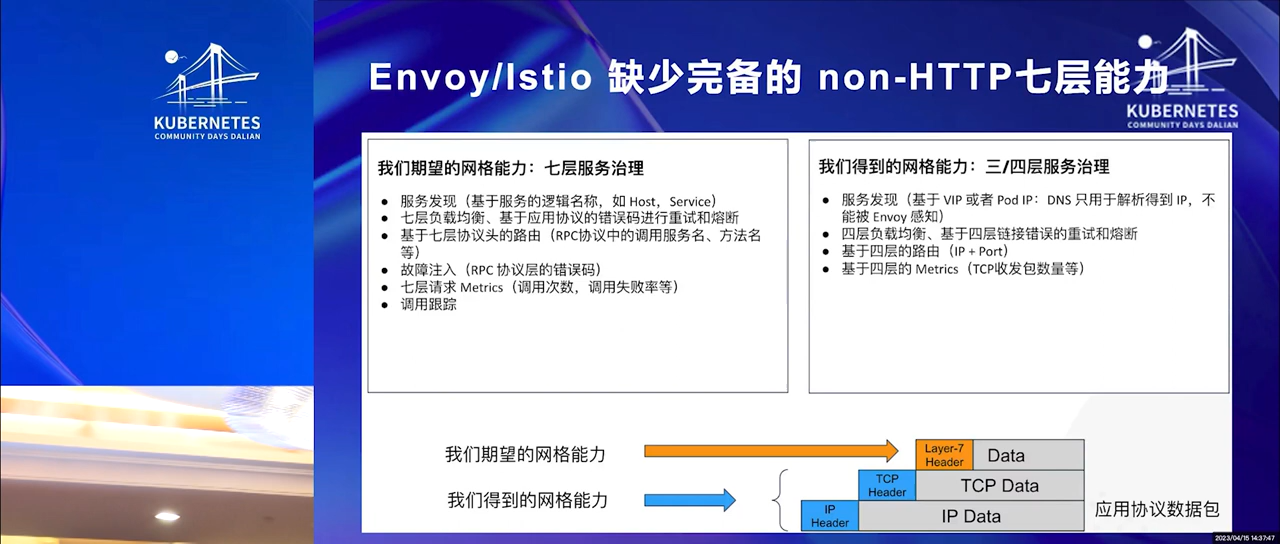 KUBERNETES
COMMUNITY DAYS DALIAN
Envoy/Istio 缺少完备的 non-HTTP七层能力
KUBERNETES
COMMUNITY DAYS DALIAN
我们期望的网格能力：七层服务治理
● 服务发现（基于服务的逻辑名称，如 Host，Service）
● 七层负载均衡、基于应用协议的错误码进行重试和熔断
● 基于七层协议头的路由（RPC协议中的调用服务名、方法名
等）
● 故障注入（RPC 协议层的错误码）
● 七层请求 Metrics（调用次数，调用失败率等）
● 调用跟踪
我们得到的网格能力：三/四层服务治理
● 服务发现（基于 VIP 或者 Pod IP：DNS 只用于解析得到 IP，不
能被 Envoy 感知）
● 四层负载均衡、基于四层链接错误的重试和熔断
● 基于四层的路由（IP + Port）
● 基于四层的 Metrics（TCP收发包数量等）
我们期望的网格能力
Layer-7
Header
Data
我们得到的网格能力
TCP
Header
TCP Data
IP
Header
IP Data
应用协议数据包
2023/04/15 14:37:47